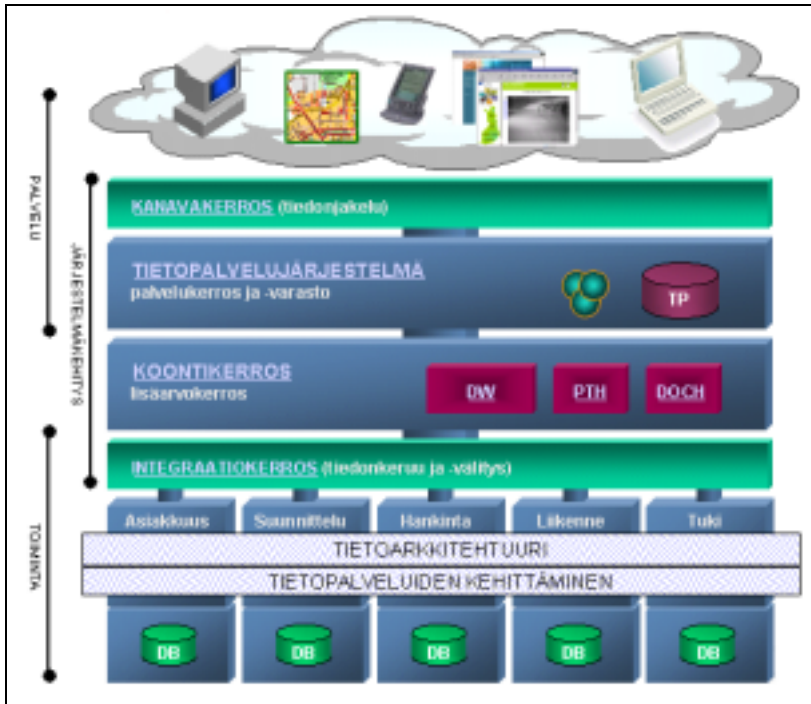 PALVELU
JÄRJESTELMÄKEHITYS
TOIMINTA
KANAVAKERROS (tiedonjakelu)
TIETOPALVELUJÄRJESTELMÄ
palvelukerros ja -varasto
TP
KOONTIKERROS
lisäarvokerros
DW PTH DOCH
INTEGRAATIOKERROS (tiedonkeruu ja -välitys)
Asiakkuus Suunnittelu Hankinta Liikenne Tuki
TIETOARKKITEHTUURI
TIETOPALVELUIDEN KEHITTÄMINEN
DB DB DB DB DB